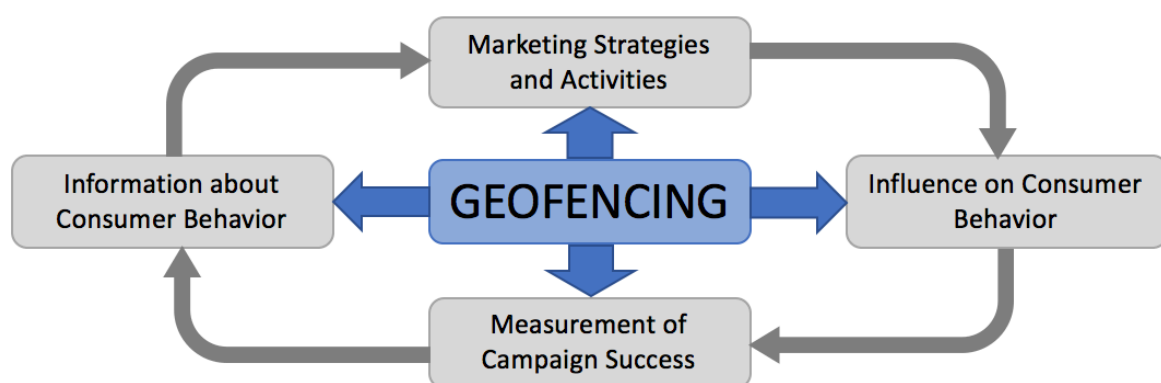 Marketing Strategies
and Activities
Information about
Consumer Behavior
GEOFENCING
Influence on Consumer
Behavior
Measurement of
Campaign Success